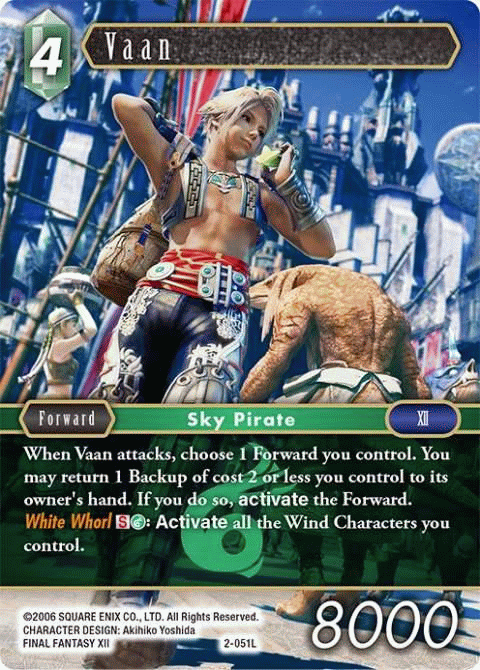 4
Vaan
Forward
Sky Pirate
XII
When Vaan attacks, choose 1 Forward you control. You
may return 1 Backup of cost 2 or less you control to its
owner's hand. If you do so, activate the Forward.
White Whorl S G: Activate all the Wind Characters you
control.
©2006 SQUARE ENIX CO., LTD. All Rights Reserved.
CHARACTER DESIGN: Akihiko Yoshida
FINAL FANTASY XII
2-051L
8000